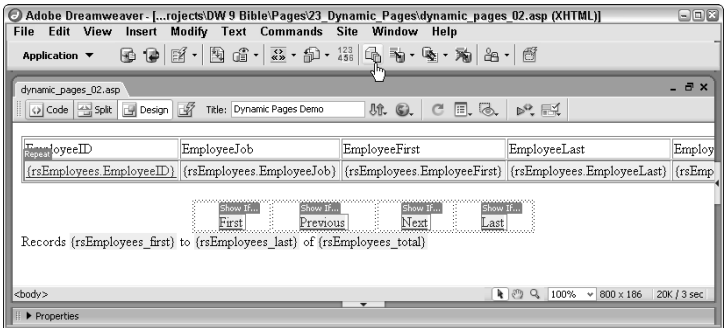 Adobe Dreamweaver - [...rojects\DW 9 Bible\Pages\23_Dynamic_Pages\dynamic_pages_02.asp (XHTML)]
File Edit View Insert Modify Text Commands Site Window Help
Application
123
456
dynamic_pages_02.asp
Code Split Design Title: Dynamic Pages Demo
EmployeeID EmployeeJob EmployeeFirst EmployeeLast Employ
Repeat
{rsEmployees.EmployeeID} {rsEmployees.EmployeeJob} {rsEmployees.EmployeeFirst} {rsEmployees.EmployeeLast} {rsEmp
Show If... Show If... Show If... Show If...
First Previous Next Last
Records {rsEmployees_first} to {rsEmployees_last} of {rsEmployees_total}
<body> 100% 800 x 186 20K / 3 sec
Properties